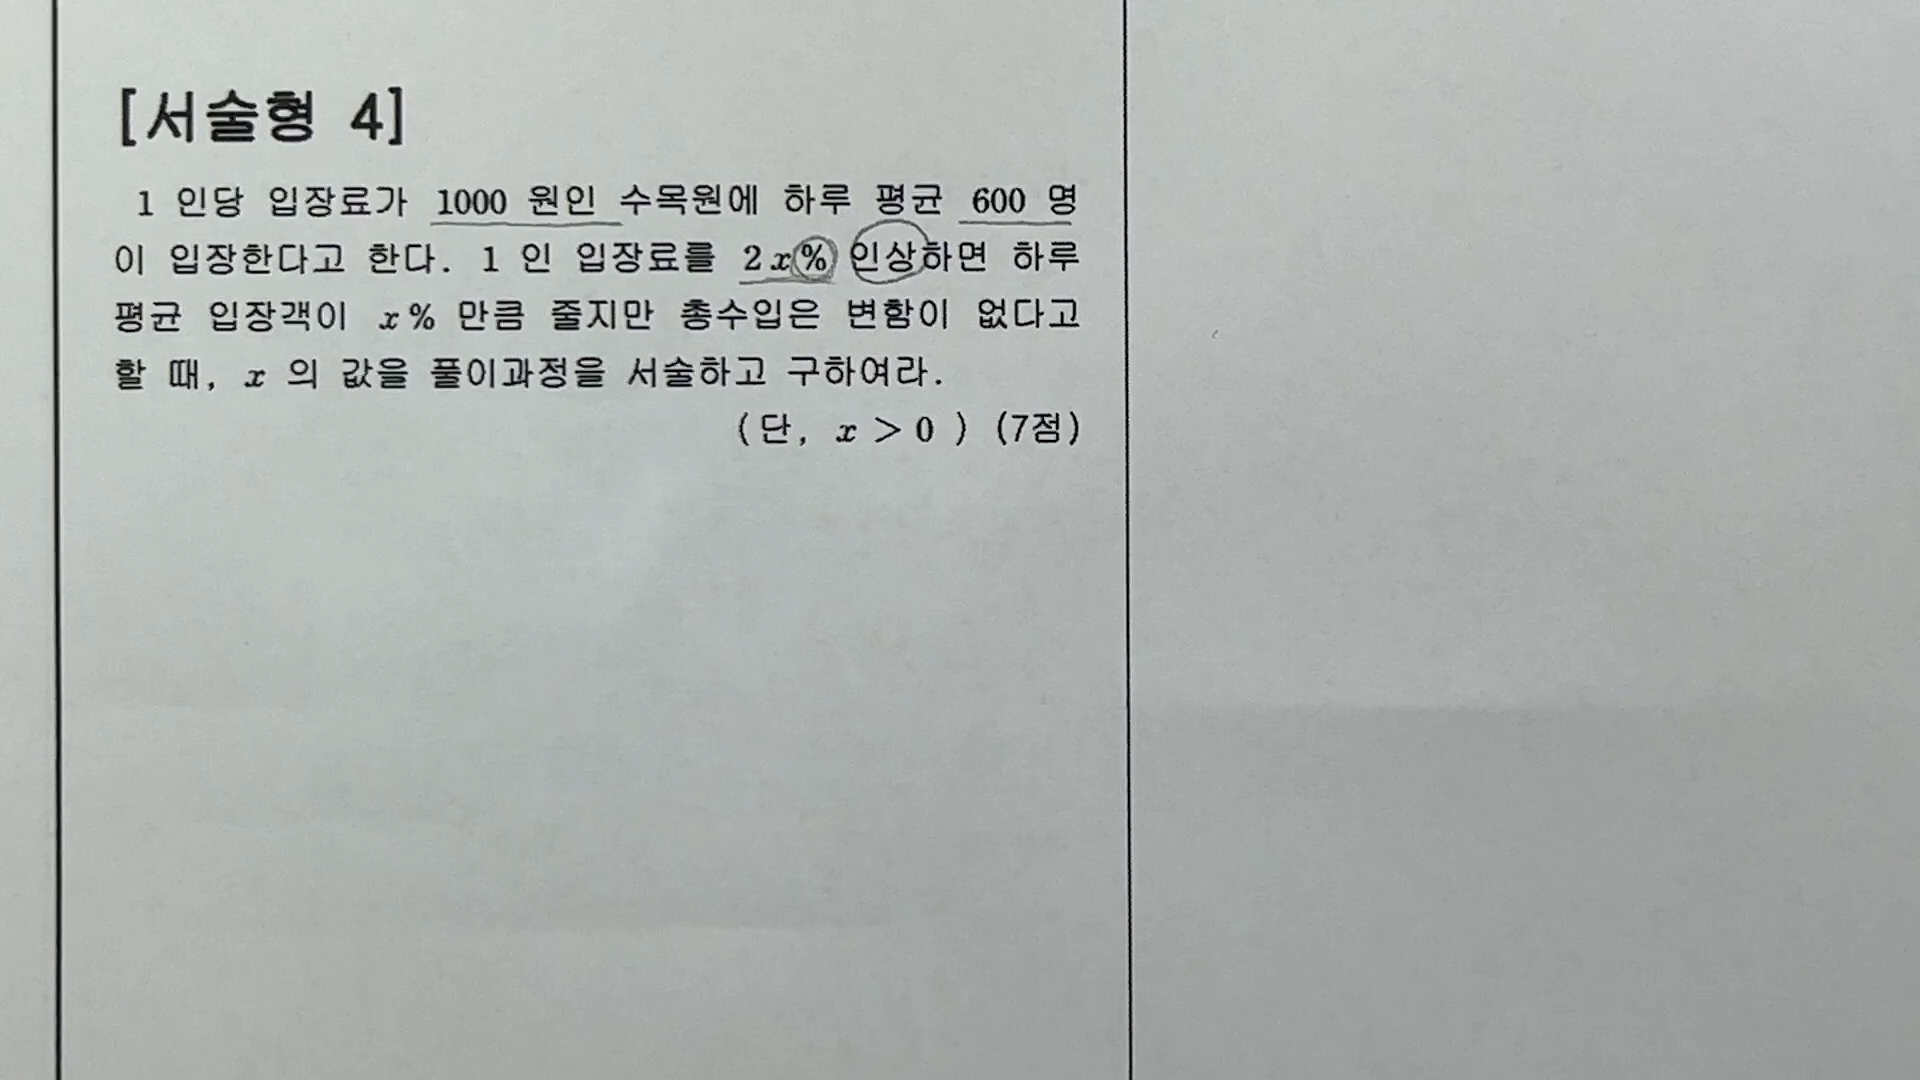 [서술형 4]
1 인당 입장료가 1000 원인 수목원에 하루 평균 600 명
이 입장한다고 한다. 1 인 입장료를 2x% 인상하면 하루
평균 입장객이 x% 만큼 줄지만 총수입은 변함이 없다고
할 때, x 의 값을 풀이과정을 서술하고 구하여라.
(단, x > 0 ) (7점)